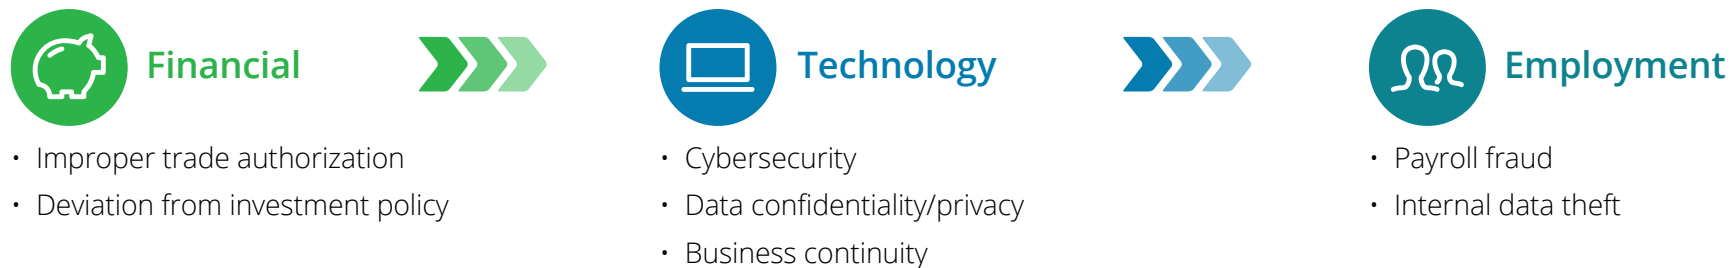 Financial
• Improper trade authorization
• Deviation from investment policy
Technology
• Cybersecurity
• Data confidentiality/privacy
• Business continuity
Employment
• Payroll fraud
• Internal data theft